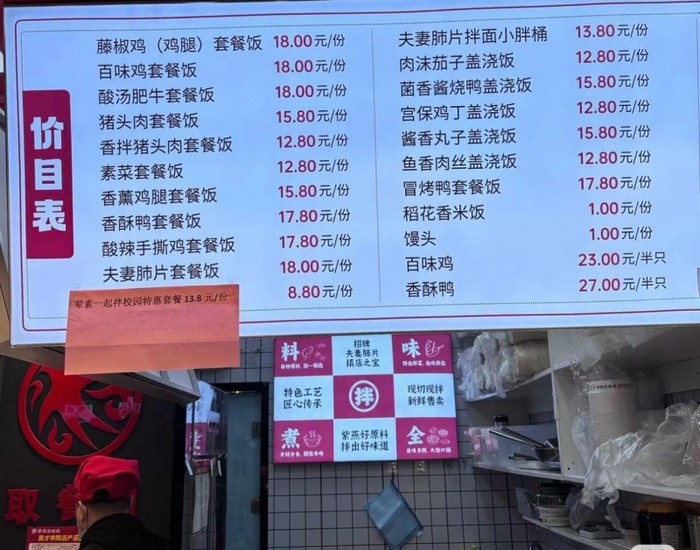 价目表
藤椒鸡（鸡腿）套餐饭 18.00元/份
百味鸡套餐饭 18.00元/份
酸汤肥牛套餐饭 18.00元/份
猪头肉套餐饭 15.80元/份
香拌猪头肉套餐饭 12.80元/份
素菜套餐饭 12.80元/份
香薰鸡腿套餐饭 15.80元/份
香酥鸭套餐饭 17.80元/份
酸辣手撕鸡套餐饭 17.80元/份
夫妻肺片套餐饭 18.00元/份
8.80元/份
荤素一起拌校园特惠套餐13.8元/份
夫妻肺片拌面小胖桶 13.80元/份
肉沫茄子盖浇饭 12.80元/份
菌香酱烧鸭盖浇饭 15.80元/份
宫保鸡丁盖浇饭 12.80元/份
酱香丸子盖浇饭 15.80元/份
鱼香肉丝盖浇饭 12.80元/份
冒烤鸭套餐饭 17.80元/份
稻花香米饭 1.00元/份
馒头 1.00元/份
百味鸡 23.00元/半只
香酥鸭 27.00元/半只
料
招牌
夫妻肺片
镇店之宝
味
特色工艺
匠心传承
拌
现切现拌
新鲜售卖
煮
紫燕好原料
拌出好味道
全
取餐